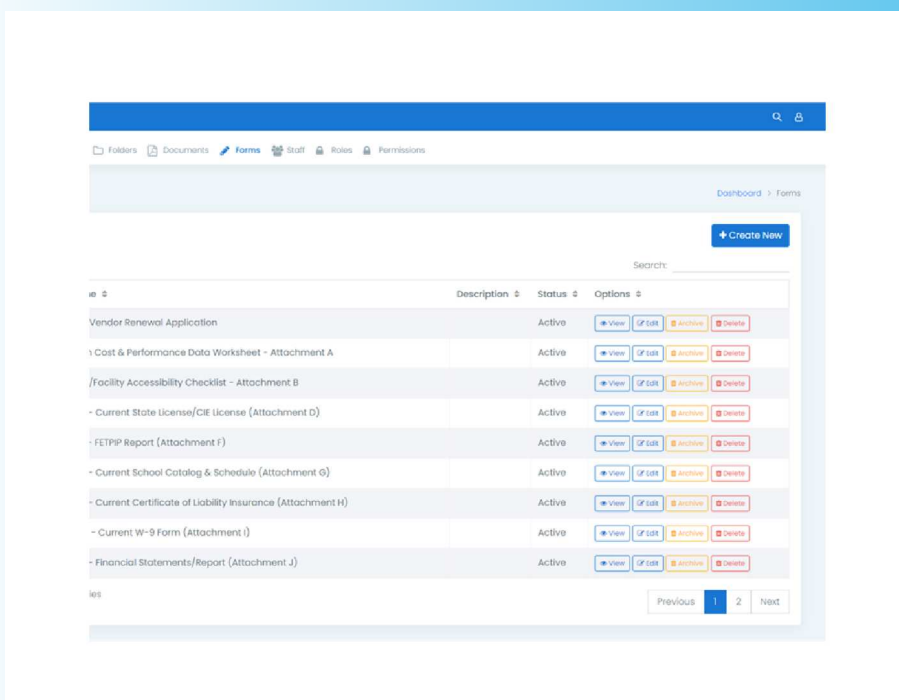 Folders Documents Forms Staff Roles Permissions
Dashboard > Forms
+ Create New
Search:
Description Status Options
Vendor Renewal Application Active View Edit Archive Delete
Cost & Performance Data Worksheet - Attachment A Active View Edit Archive Delete
/Facility Accessibility Checklist - Attachment B Active View Edit Archive Delete
- Current State License/CIE License (Attachment D) Active View Edit Archive Delete
- FETPIP Report (Attachment F) Active View Edit Archive Delete
- Current School Catalog & Schedule (Attachment G) Active View Edit Archive Delete
- Current Certificate of Liability Insurance (Attachment H) Active View Edit Archive Delete
- Current W-9 Form (Attachment I) Active View Edit Archive Delete
- Financial Statements/Report (Attachment J) Active View Edit Archive Delete
Previous 1 2 Next